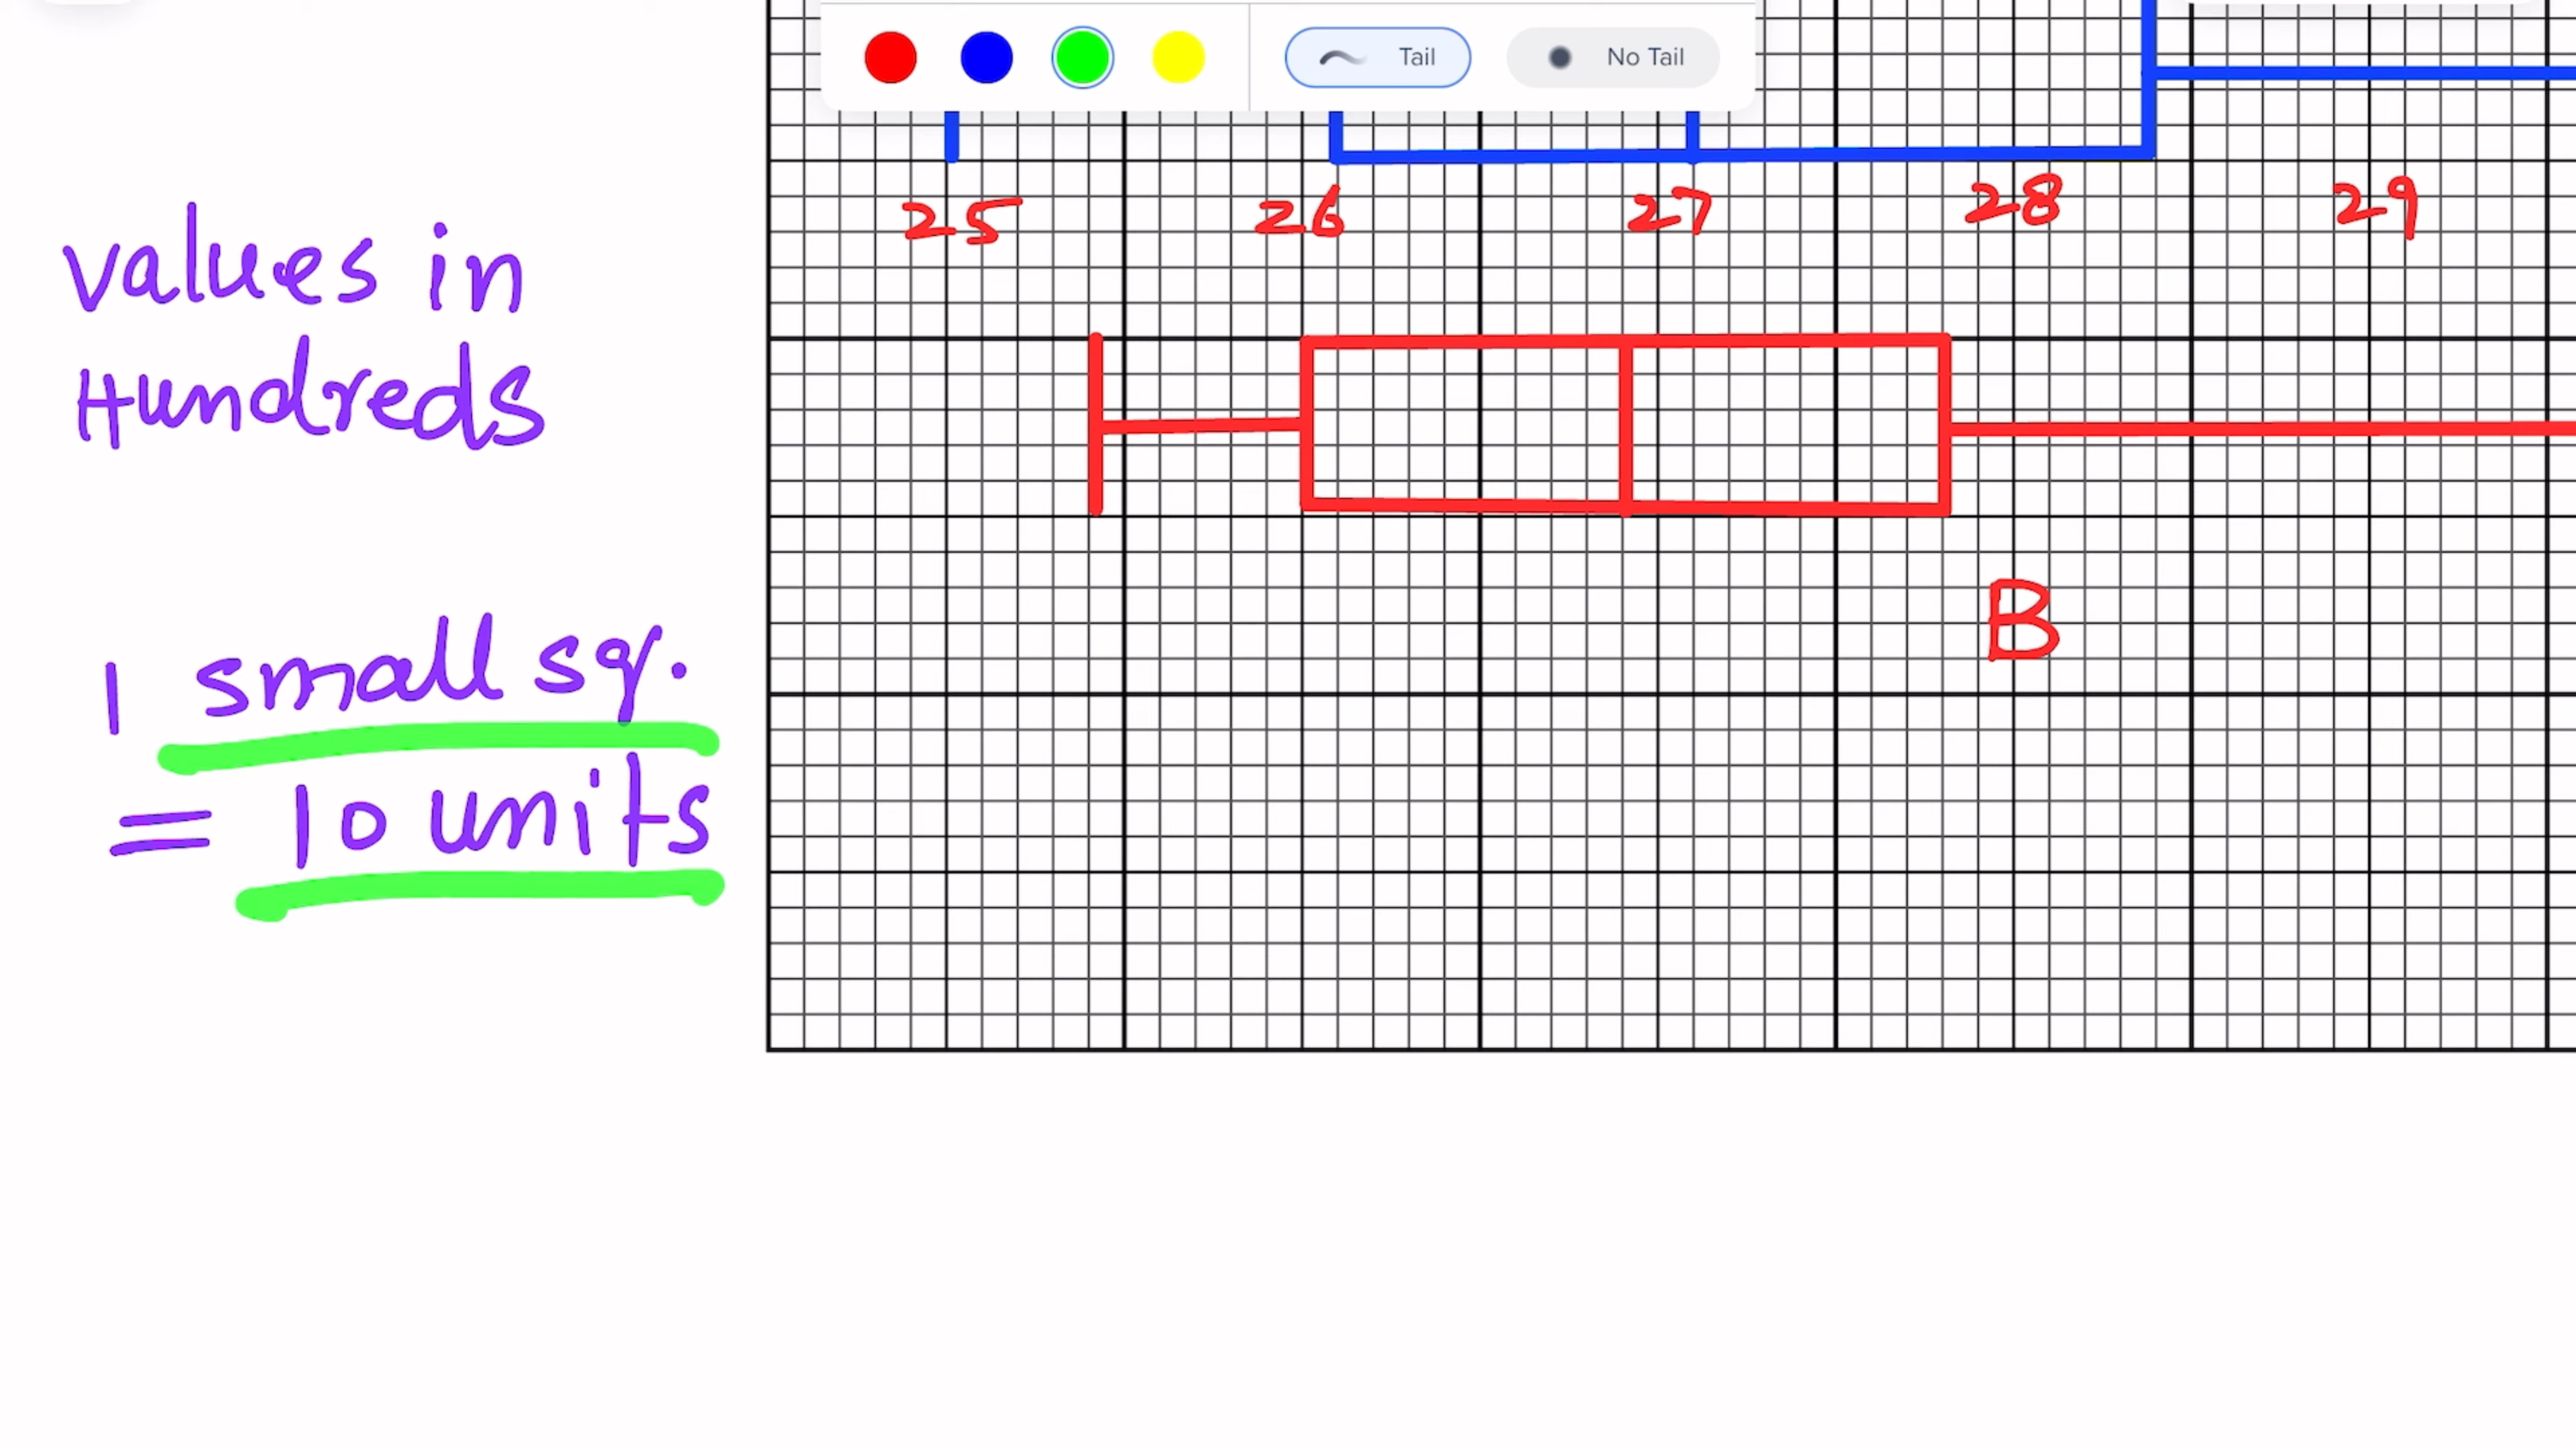 Tail No Tail
25 26 27 28 29
values in
Hundreds
B
1 small sq.
= 10 units